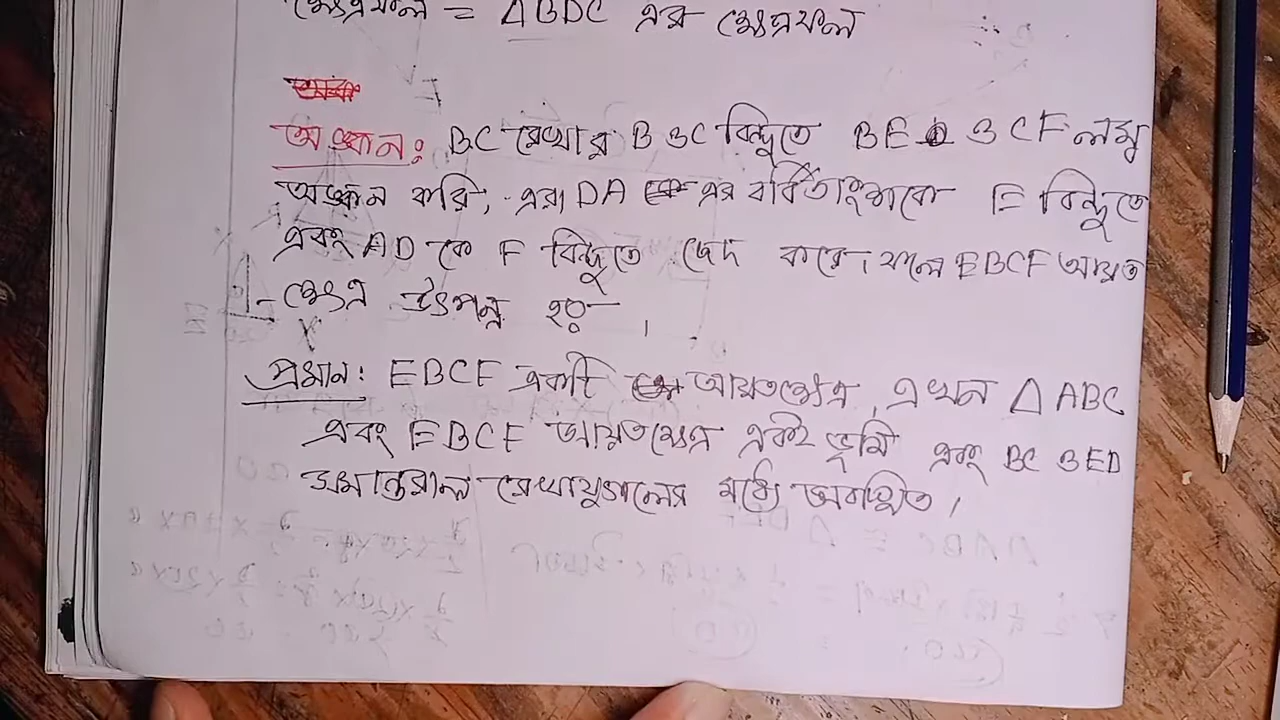 ক্ষেত্রফল = ΔBDC এর ক্ষেত্রফল
অঙ্কন: BC রেখার B ও C বিন্দুতে BE ও CF লম্ব
অঙ্কন করি, এরা DA এর বর্ধিতাংশকে E বিন্দুতে
এবং AD কে F বিন্দুতে ছেদ করে। ফলে EBCF আয়ত
ক্ষেত্র উৎপন্ন হয় ।
প্রমান: EBCF একটি আয়তক্ষেত্র, এখন Δ ABC
এবং EBCF আয়তক্ষেত্র একই ভূমি এবং BC ও ED
সমান্তরাল রেখাযুগলের মধ্যে অবস্থিত।